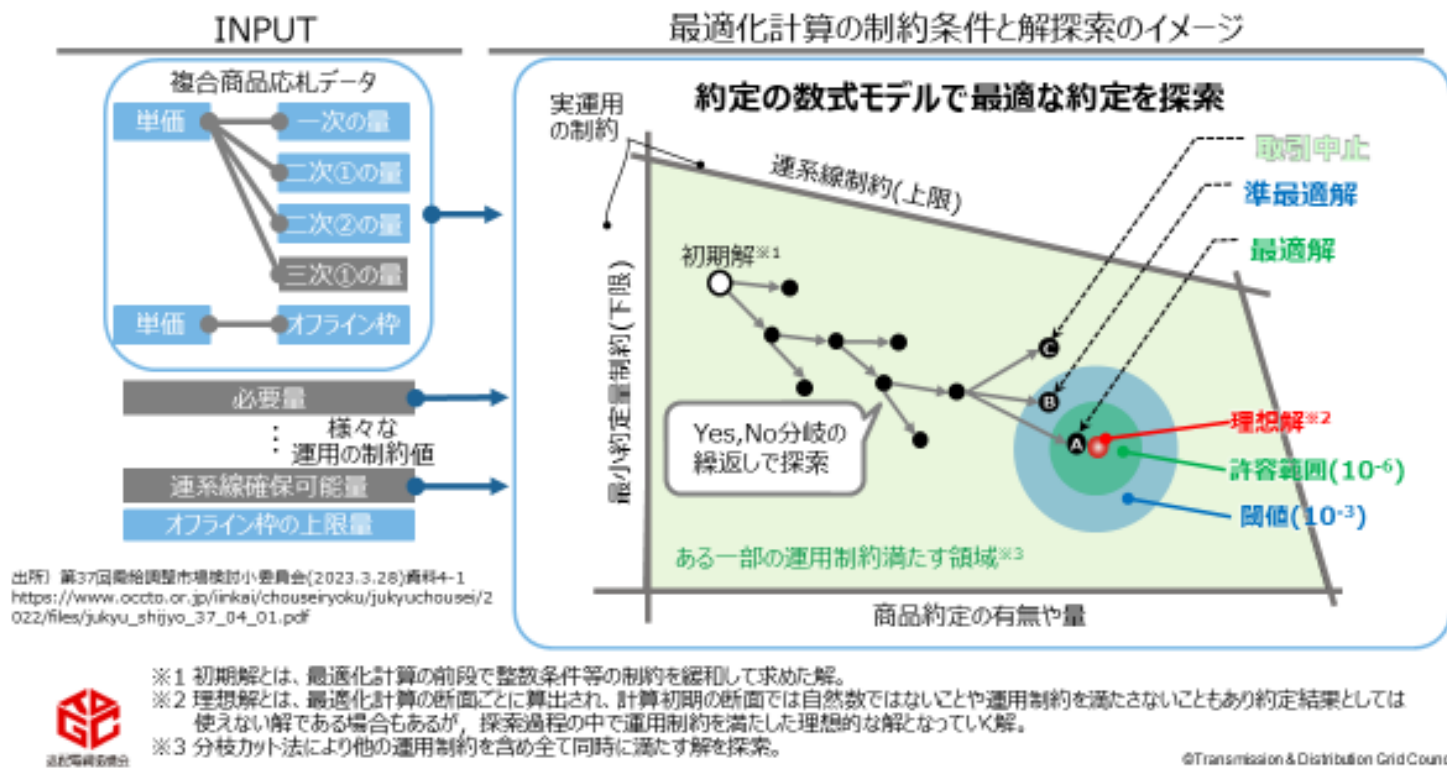 INPUT
最適化計算の制約条件と解探索のイメージ
複合商品応札データ
単価
一次の量
二次①の量
二次②の量
三次①の量
単価
オフライン枠
必要量
様々な
運用の制約値
連系線確保可能量
オフライン枠の上限量
出所）第37回需給調整市場検討小委員会(2023.3.28)資料4-1
https://www.occto.or.jp/iinkai/chouseiryoku/jukyuchousei/2
022/files/jukyu_shijyo_37_04_01.pdf
約定の数式モデルで最適な約定を探索
実運用
の制約
連系線制約(上限)
最小約定量制約(下限)
初期解※1
取引中止
準最適解
最適解
C
B
A
Yes,No分岐の
繰返しで探索
理想解※2
許容範囲(10-6)
閾値(10-3)
ある一部の運用制約満たす領域※3
商品約定の有無や量
※1 初期解とは、最適化計算の前段で整数条件等の制約を緩和して求めた解。
※2 理想解とは、最適化計算の断面ごとに算出され、計算初期の断面では自然数ではないことや運用制約を満たさないこともあり約定結果としては
使えない解である場合もあるが，探索過程の中で運用制約を満たした理想的な解となっていく解。
※3 分枝カット法により他の運用制約を含め全て同時に満たす解を探索。
送配電網協議会
©Transmission & Distribution Grid Counc